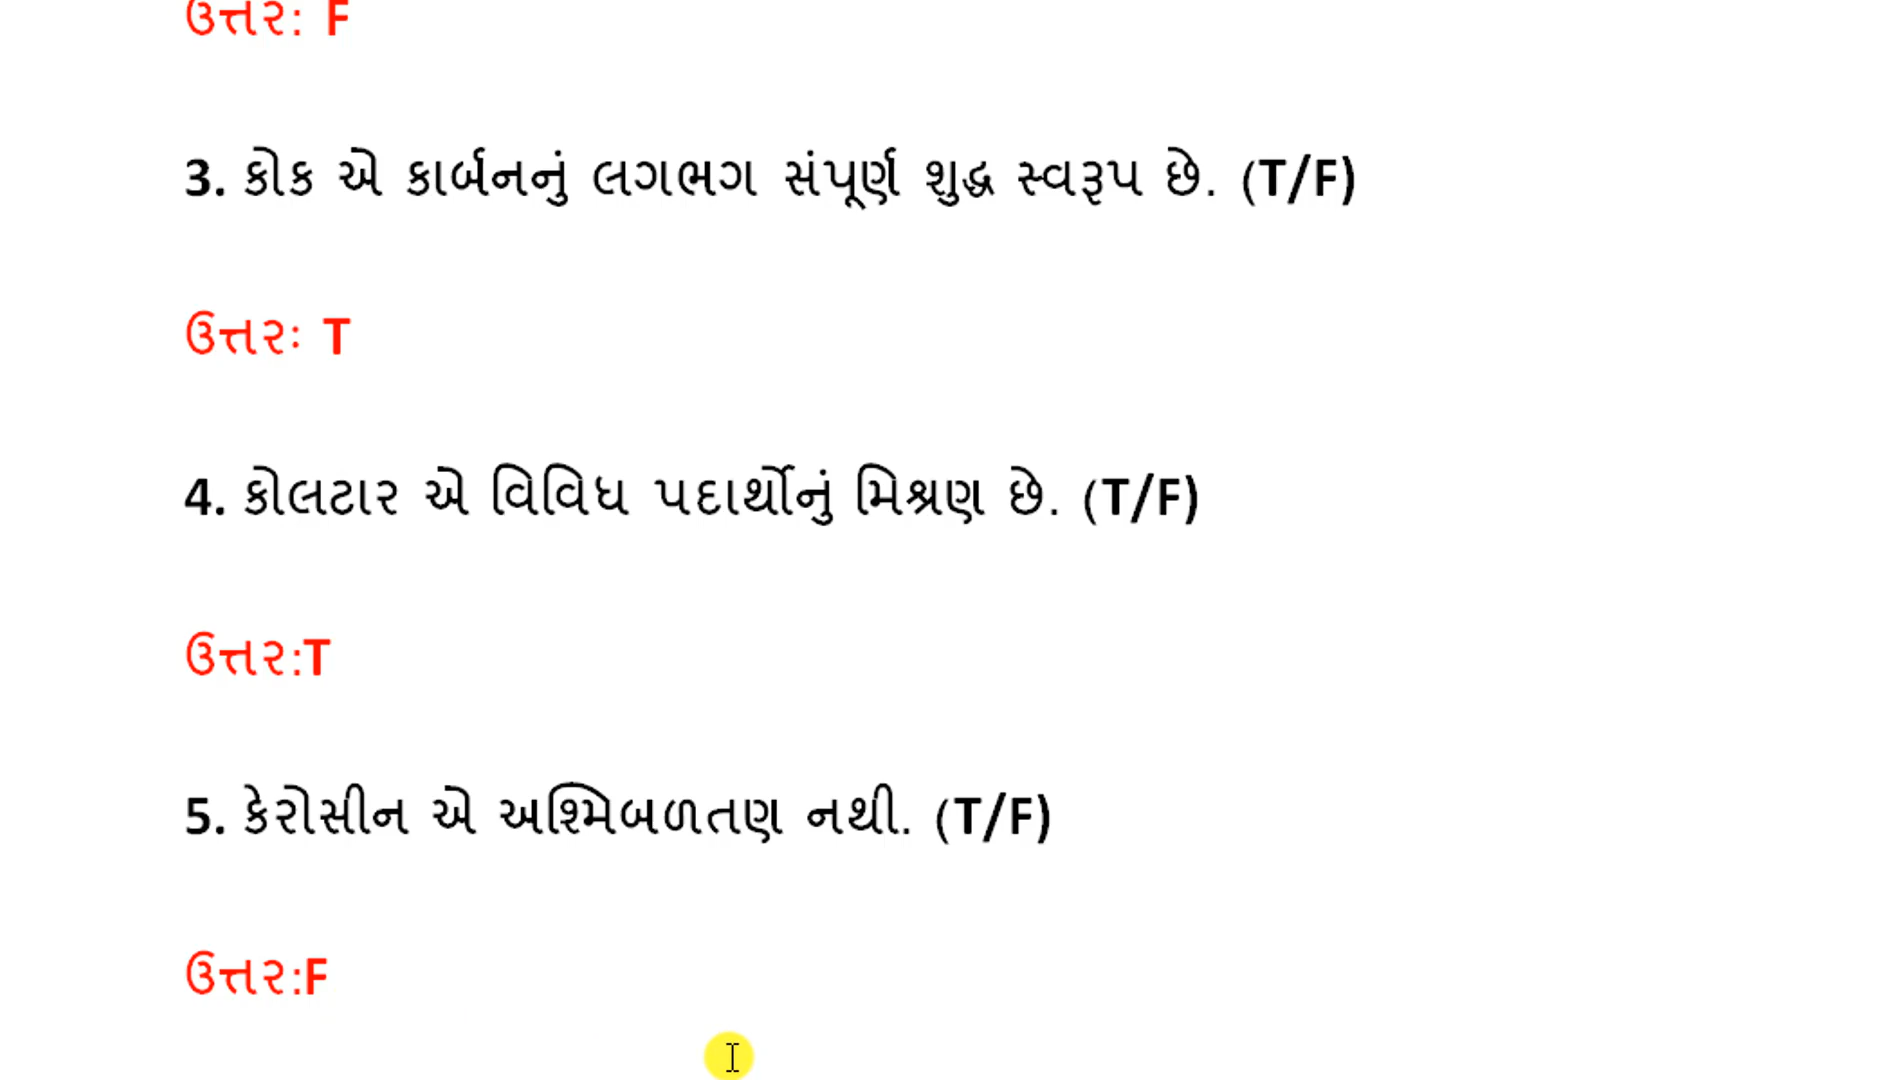 ઉત્તર: F
3. કોક એ કાર્બનનું લગભગ સંપૂર્ણ શુદ્ધ સ્વરૂપ છે. (T/F)
ઉત્તરઃ T
4. કોલટાર એ વિવિધ પદાર્થોનું મિશ્રણ છે. (T/F)
ઉત્તર:T
5. કેરોસીન એ અશ્મિબળતણ નથી. (T/F)
ઉત્તર:F